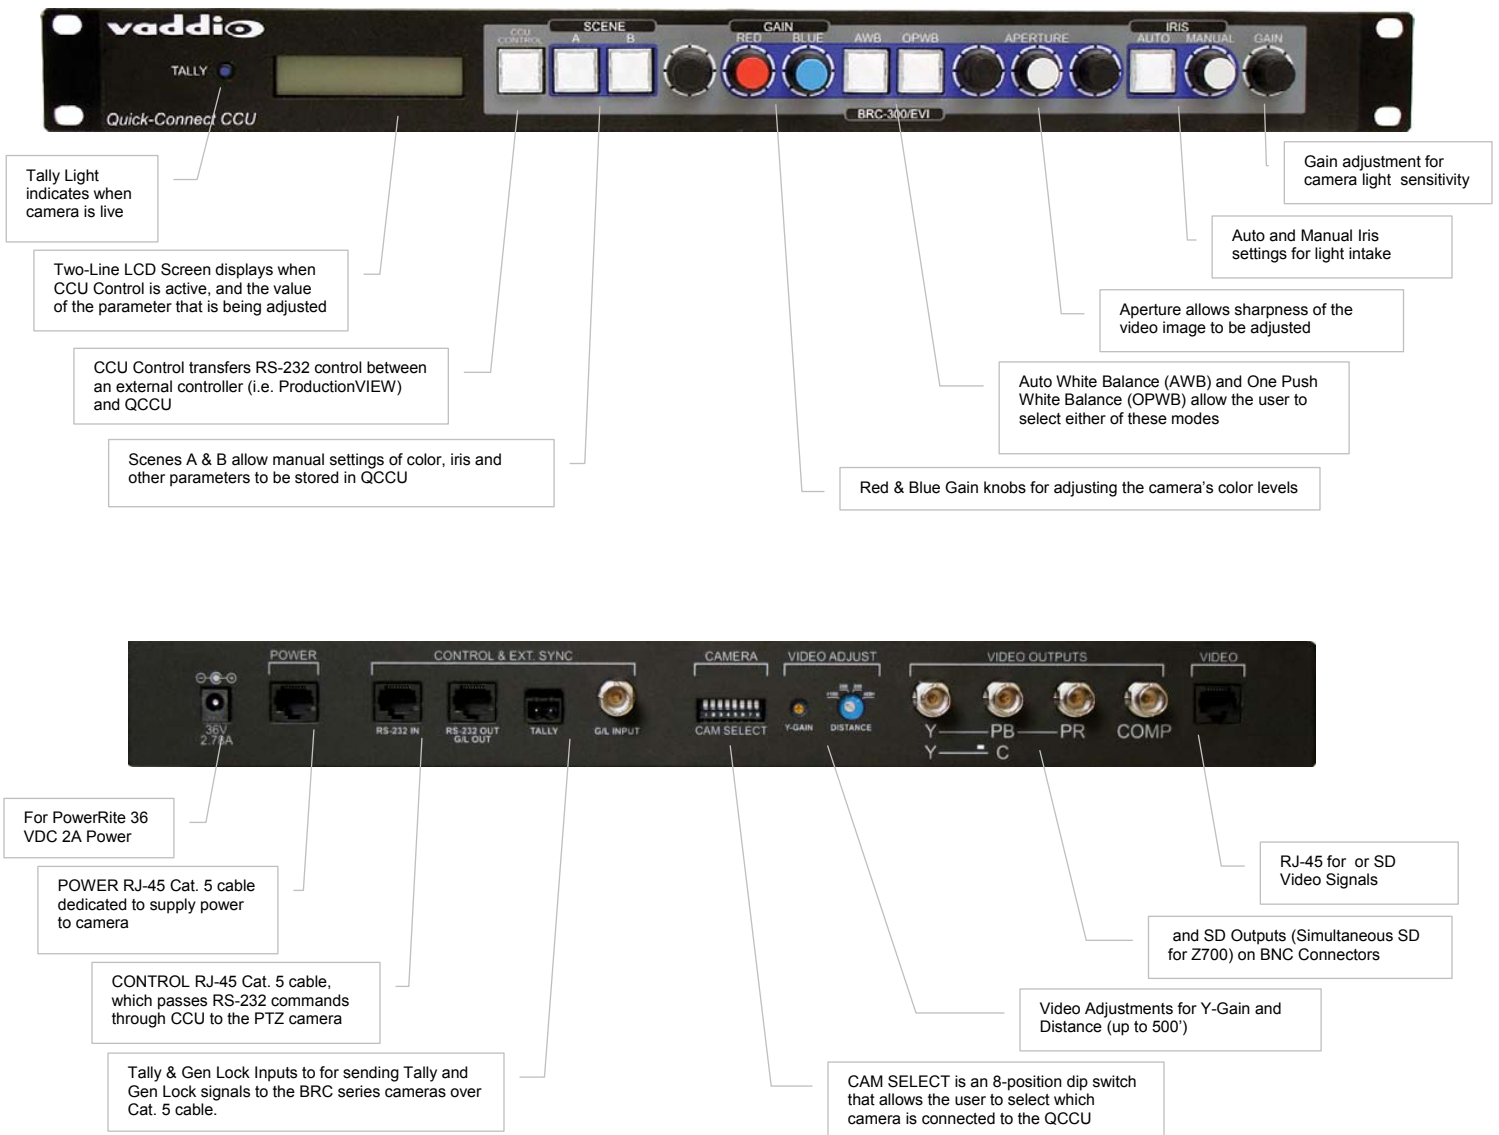 vaddio
TALLY
Quick-Connect CCU
CCU
CONTROL
SCENE
A B
GAIN
RED BLUE
AWB OPWB
APERTURE
IRIS
AUTO MANUAL
GAIN
BRC-300/EVI
Tally Light
indicates when
camera is live
Two-Line LCD Screen displays when
CCU Control is active, and the value
of the parameter that is being adjusted
CCU Control transfers RS-232 control between
an external controller (i.e. ProductionVIEW)
and QCCU
Scenes A & B allow manual settings of color, iris and
other parameters to be stored in QCCU
Gain adjustment for
camera light sensitivity
Auto and Manual Iris
settings for light intake
Aperture allows sharpness of the
video image to be adjusted
Auto White Balance (AWB) and One Push
White Balance (OPWB) allow the user to
select either of these modes
Red & Blue Gain knobs for adjusting the camera’s color levels
36V
2.78A
POWER
CONTROL & EXT. SYNC
RS-232 IN
RS-232 OUT
G/L OUT
TALLY
G/L INPUT
CAMERA
CAM SELECT
VIDEO ADJUST
Y-GAIN
DISTANCE
VIDEO OUTPUTS
Y PB PR COMP
Y C
VIDEO
For PowerRite 36
VDC 2A Power
POWER RJ-45 Cat. 5 cable
dedicated to supply power
to camera
CONTROL RJ-45 Cat. 5 cable,
which passes RS-232 commands
through CCU to the PTZ camera
Tally & Gen Lock Inputs to for sending Tally and
Gen Lock signals to the BRC series cameras over
Cat. 5 cable.
RJ-45 for or SD
Video Signals
and SD Outputs (Simultaneous SD
for Z700) on BNC Connectors
Video Adjustments for Y-Gain and
Distance (up to 500’)
CAM SELECT is an 8-position dip switch
that allows the user to select which
camera is connected to the QCCU